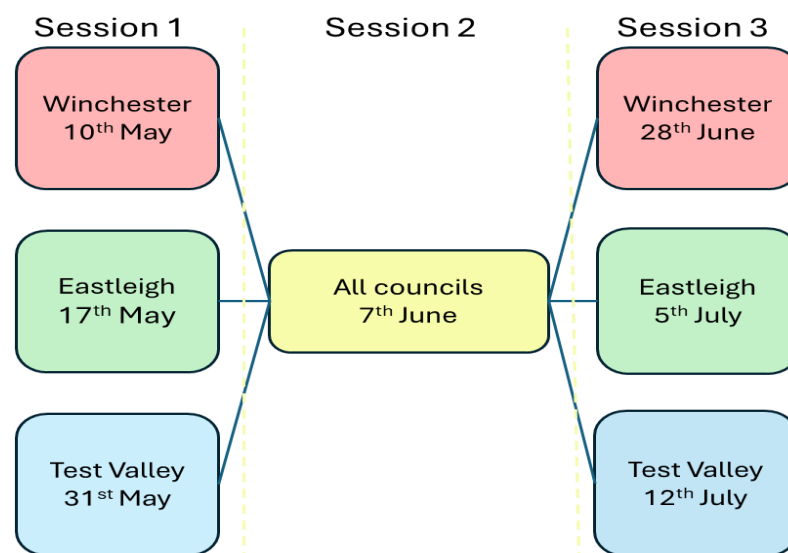 Session 1
Session 2
Session 3
Winchester
10th May
Eastleigh
17th May
Test Valley
31st May
All councils
7th June
Winchester
28th June
Eastleigh
5th July
Test Valley
12th July